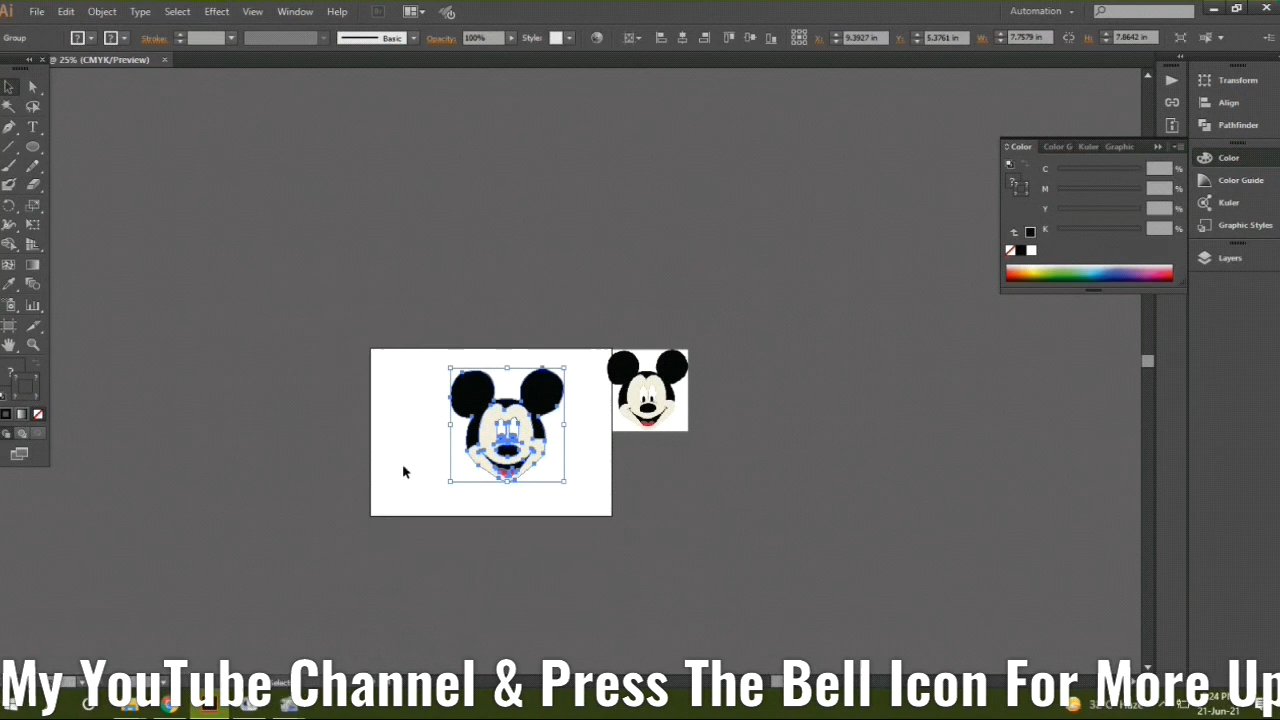 Ai File Edit Object Type Select Effect View Window Help Automation
Group Stroke: Basic Opacity: 100% Style: X: 9.3927 in Y: 5.3761 in W: 7.7579 in H: 7.8642 in
@ 25% (CMYK/Preview) ×
Transform
Align
Pathfinder
Color
Color Guide
Kuler
Graphic Styles
Layers
Color Color G Kuler Graphic
C %
M %
Y %
K %
My YouTube Channel & Press The Bell Icon For More Up
21-Jun-21